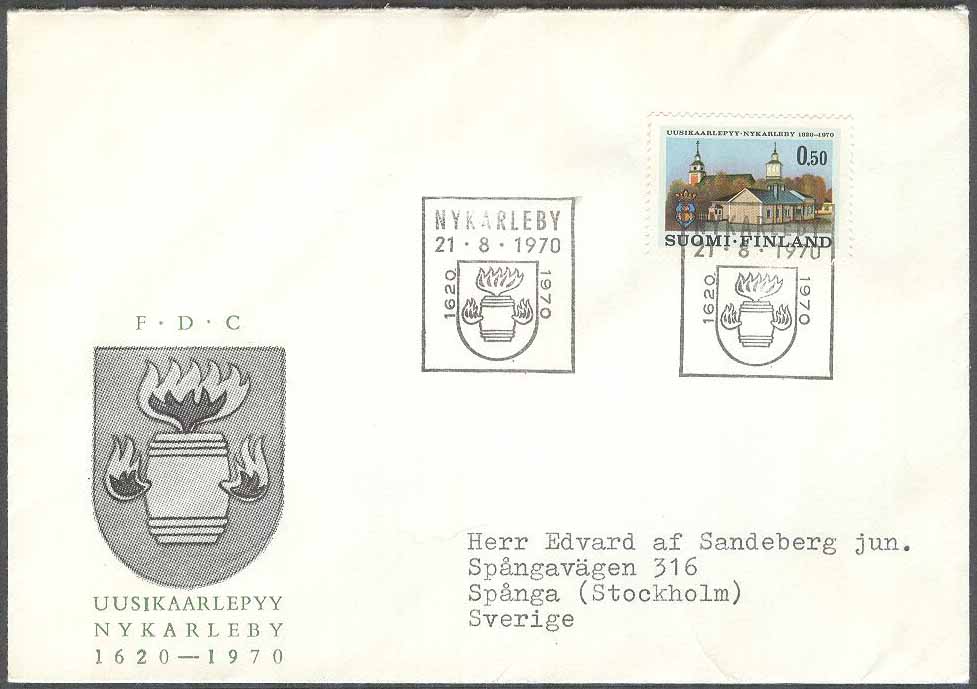 UUSIKAARLEPYY·NYKARLEBY 1620-1970
0,50
SUOMI·FINLAND
NYKARLEBY
21·8·1970
1620 1970
NYKARLEBY
21·8·1970
1620 1970
F·D·C
UUSIKAARLEPYY
NYKARLEBY
1620—1970
Herr Edvard af Sandeberg jun.
Spångavägen 316
Spånga (Stockholm)
Sverige